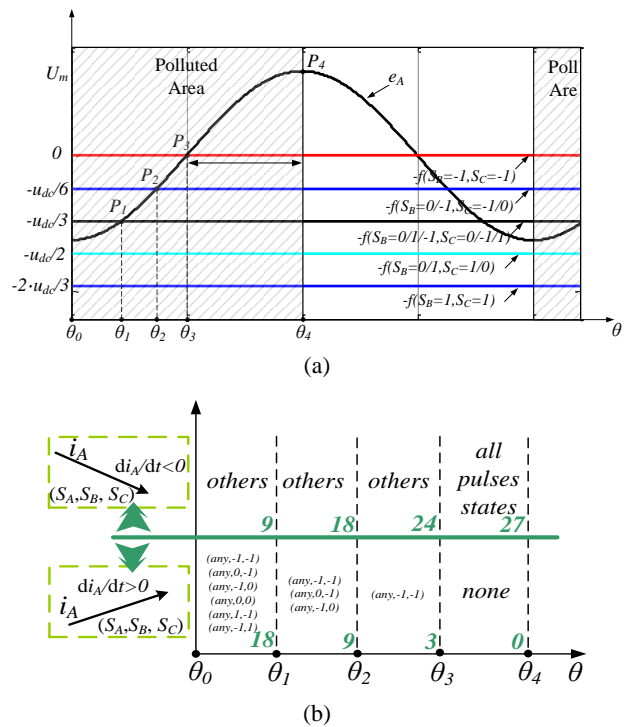 U_m
Polluted
Area
P_4
e_A
Poll
Are
P_3
0
-f(S_B=-1,S_C=-1)
P_2
-u_dc/6
-f(S_B=0/-1,S_C=-1/0)
P_1
-u_dc/3
-f(S_B=0/1/-1,S_C=0/-1/1)
-u_dc/2
-f(S_B=0/1,S_C=1/0)
-2·u_dc/3
-f(S_B=1,S_C=1)
θ_0 θ_1 θ_2 θ_3 θ_4 θ
(a)
i_A
di_A/dt<0
(S_A,S_B, S_C)
others others others all
pulses
states
9 18 24 27
di_A/dt>0
i_A
(S_A,S_B, S_C)
(any,-1,-1)
(any,0,-1)
(any,-1,0)
(any,0,0)
(any,1,-1)
(any,-1,1)
(any,-1,-1)
(any,0,-1)
(any,-1,0)
(any,-1,-1)
none
18 9 3 0
θ_0 θ_1 θ_2 θ_3 θ_4 θ
(b)